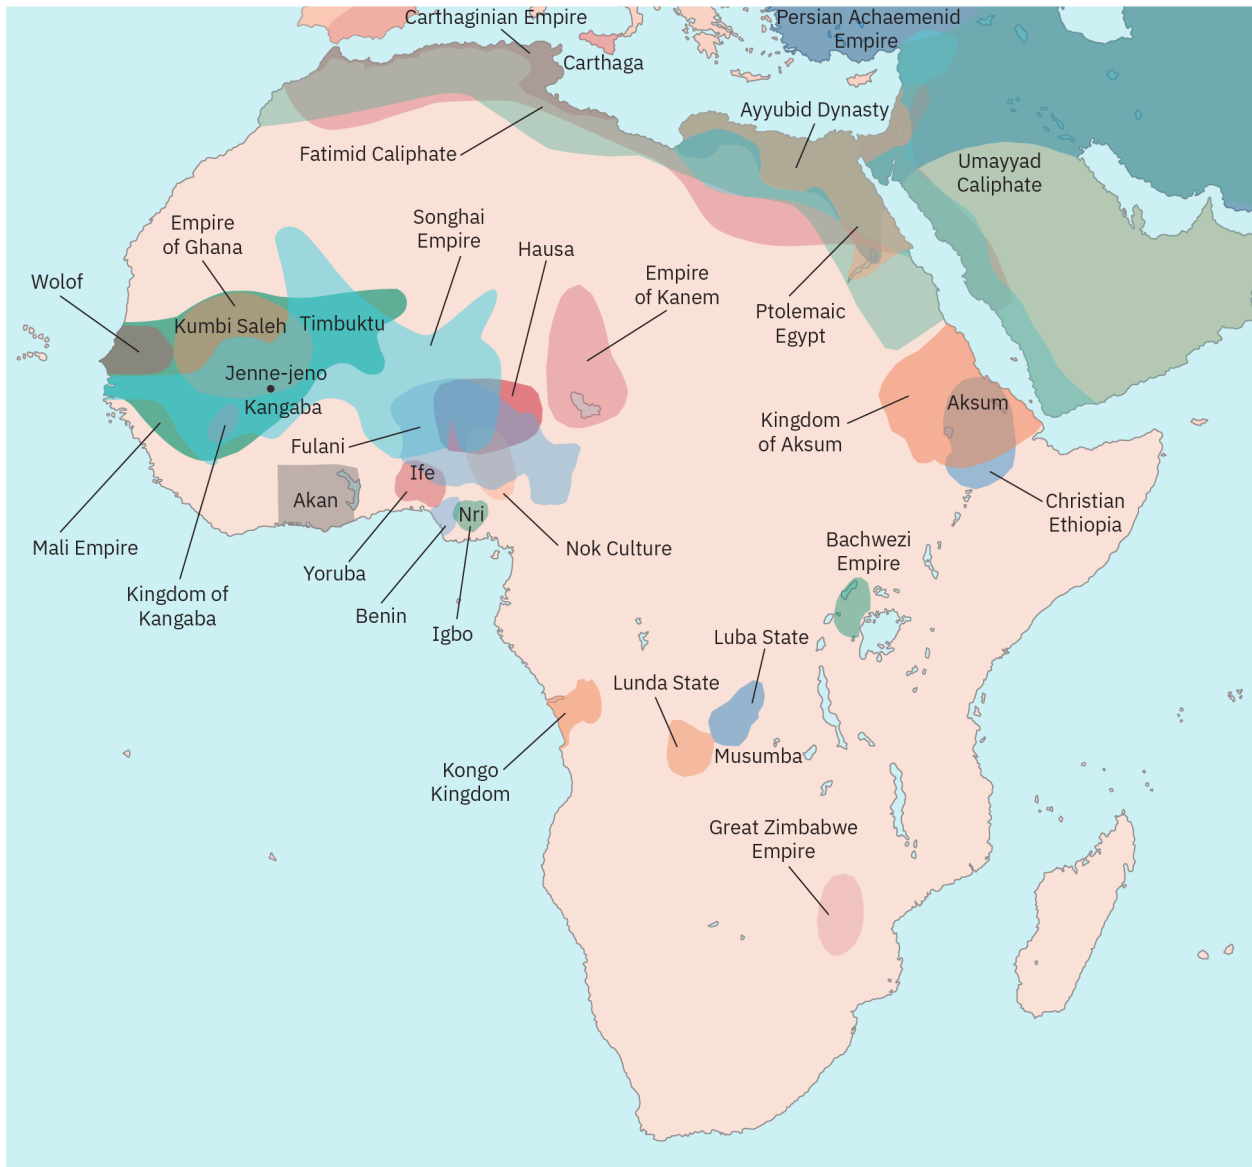 Carthaginian Empire
Persian Achaemenid
Empire
Carthaga
Ayyubid Dynasty
Fatimid Caliphate
Umayyad
Caliphate
Empire
of Ghana
Songhai
Empire
Hausa
Empire
of Kanem
Wolof
Kumbi Saleh
Timbuktu
Ptolemaic
Egypt
Jenne-jeno
Kangaba
Aksum
Kingdom
of Aksum
Fulani
Ife
Akan
Nri
Christian
Ethiopia
Mali Empire
Nok Culture
Bachwezi
Empire
Yoruba
Kingdom of
Kangaba
Benin
Igbo
Luba State
Lunda State
Musumba
Kongo
Kingdom
Great Zimbabwe
Empire